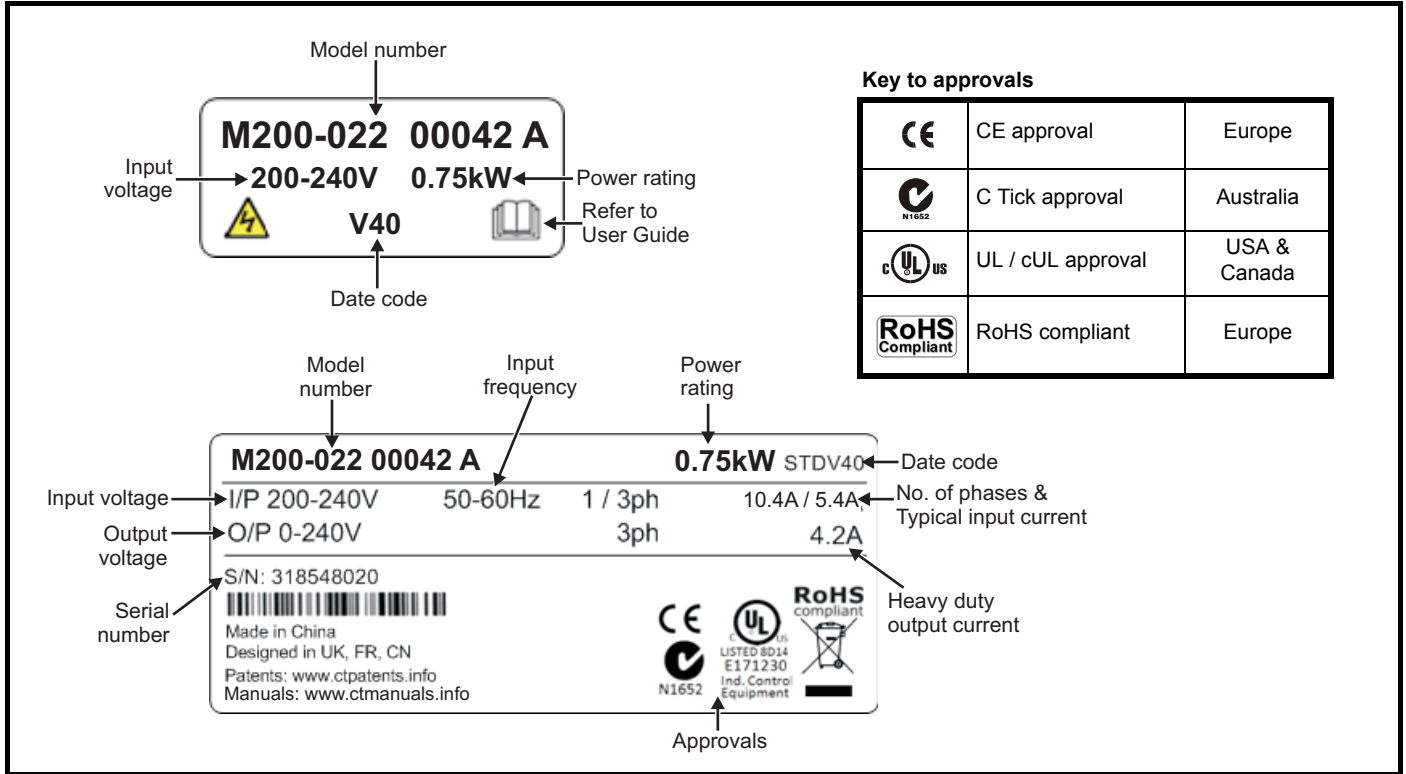 Model number
M200-022 00042 A
Input
voltage
200-240V 0.75kW
Power rating
V40
Refer to
User Guide
Date code
Key to approvals
CE CE approval Europe
N1652 C Tick approval Australia
c UL us UL / cUL approval USA &
Canada
RoHS
Compliant
RoHS compliant Europe
Model
number
Input
frequency
Power
rating
M200-022 00042 A 0.75kW STDV40
Date code
Input voltage
I/P 200-240V 50-60Hz 1 / 3ph 10.4A / 5.4A
No. of phases &
Typical input current
Output
voltage
O/P 0-240V 3ph 4.2A
Heavy duty
output current
Serial
number
S/N: 318548020
Made in China
Designed in UK, FR, CN
Patents: www.ctpatents.info
Manuals: www.ctmanuals.info
CE
N1652
c UL us
LISTED 8D14
E171230
Ind. Control
Equipment
RoHS
compliant
Approvals